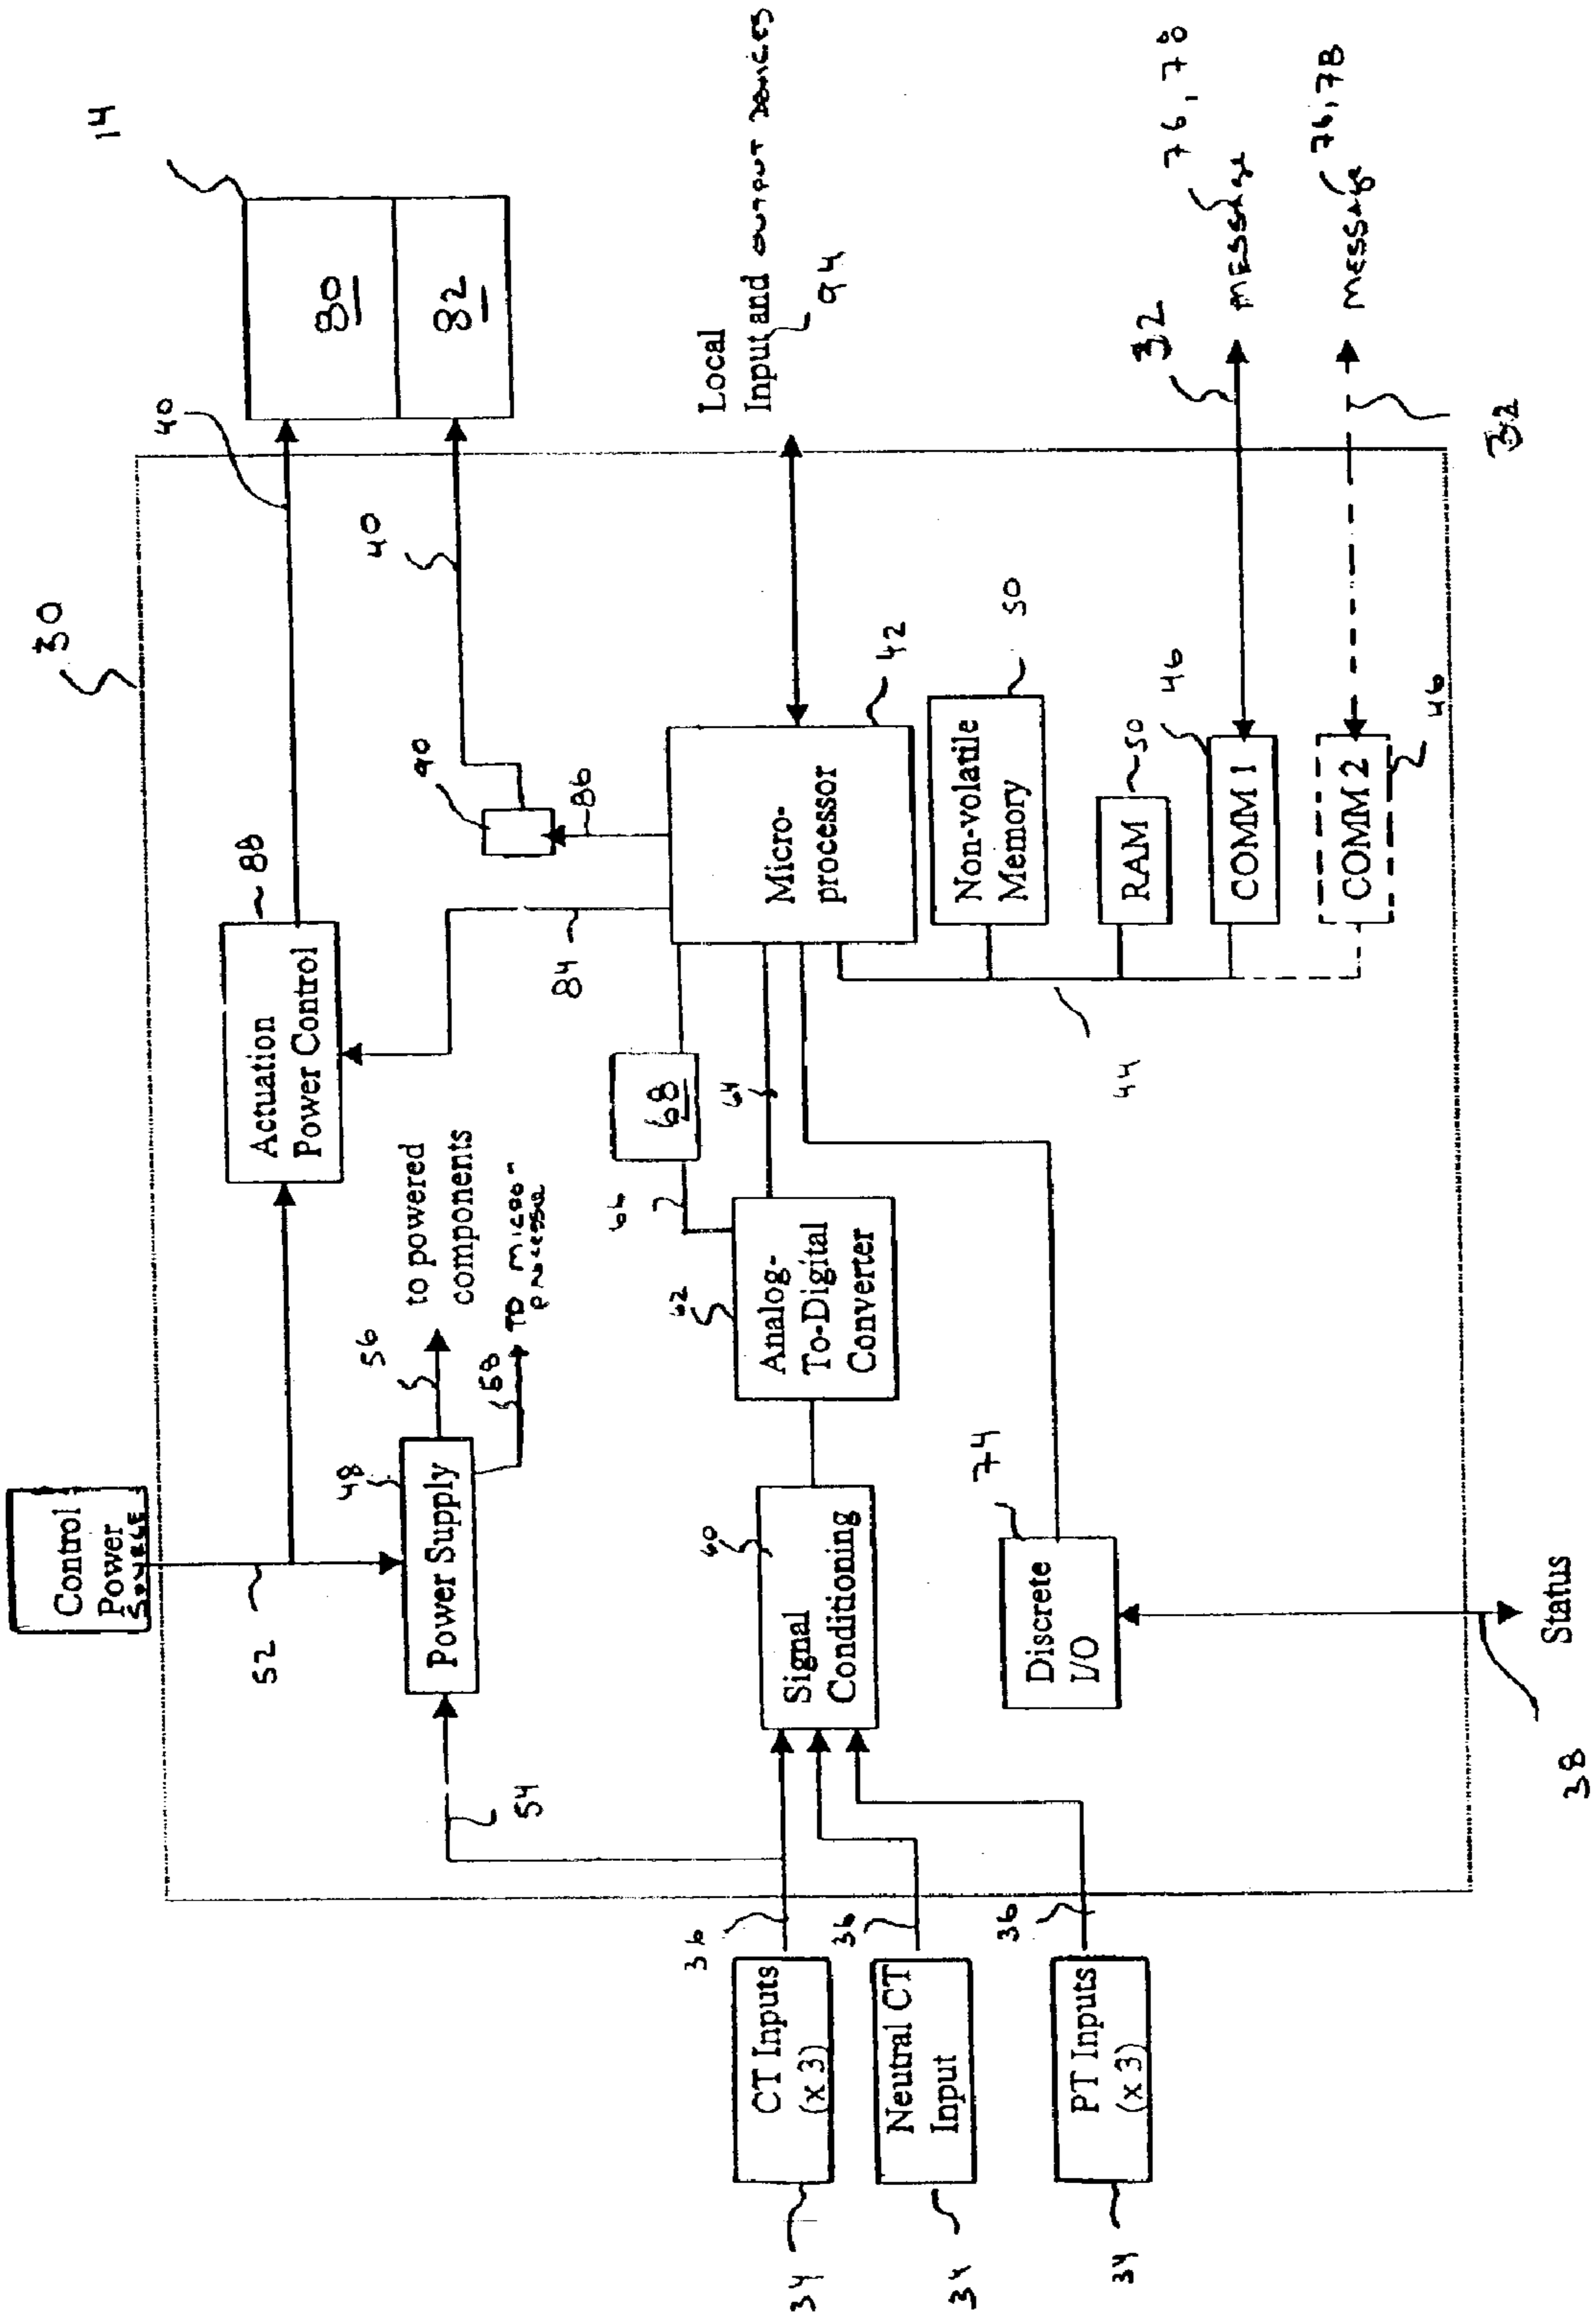 Control
Power
SOURCE
52
30
14
Actuation
Power Control
88
40
80
82
40
48
Power Supply
56
to powered
components
58
TO MICRO-
PROCESSOR
54
84
90
86
Local
Input and OUTPUT DEVICES
94
36
CT Inputs
(x 3)
34
36
Neutral CT
Input
34
36
PT Inputs
(x 3)
34
60
Signal
Conditioning
62
Analog-
To-Digital
Converter
66
68
64
Micro-
processor
42
Non-volatile
Memory
50
RAM
50
44
COMM 1
46
32
MESSAGE
76, 78
COMM 2
46
32
MESSAGE
76, 78
74
Discrete
I/O
Status
38